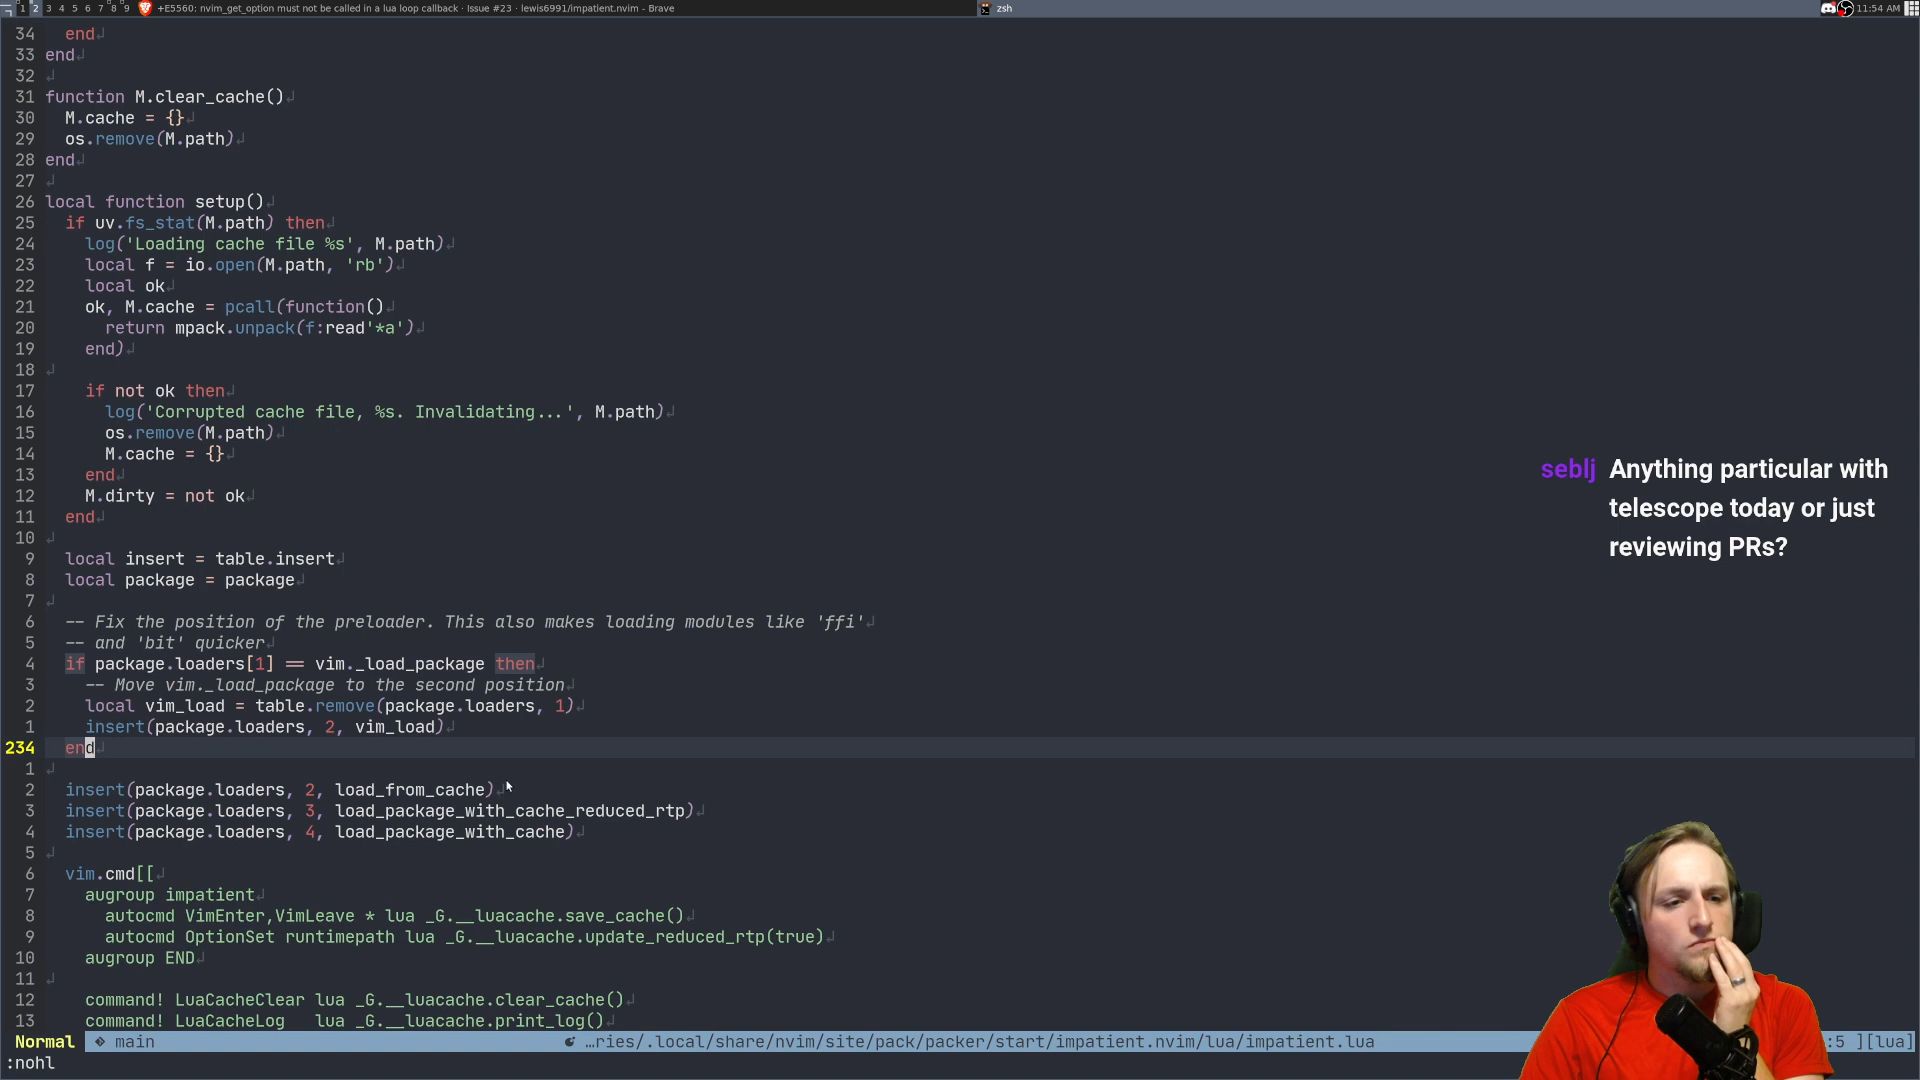 1 2 3 4 5 6 7 8 9 +E5560: nvim_get_option must not be called in a lua loop callback · Issue #23 · lewis6991/impatient.nvim - Brave zsh 11:54 AM
34 end
33 end
32
31 function M.clear_cache()
30 M.cache = {}
29 os.remove(M.path)
28 end
27
26 local function setup()
25 if uv.fs_stat(M.path) then
24 log('Loading cache file %s', M.path)
23 local f = io.open(M.path, 'rb')
22 local ok
21 ok, M.cache = pcall(function()
20 return mpack.unpack(f:read'*a')
19 end)
18
17 if not ok then
16 log('Corrupted cache file, %s. Invalidating...', M.path)
15 os.remove(M.path)
14 M.cache = {}
13 end
12 M.dirty = not ok
11 end
10
9 local insert = table.insert
8 local package = package
7
6 -- Fix the position of the preloader. This also makes loading modules like 'ffi'
5 -- and 'bit' quicker
4 if package.loaders[1] == vim._load_package then
3 -- Move vim._load_package to the second position
2 local vim_load = table.remove(package.loaders, 1)
1 insert(package.loaders, 2, vim_load)
234 end
1
2 insert(package.loaders, 2, load_from_cache)
3 insert(package.loaders, 3, load_package_with_cache_reduced_rtp)
4 insert(package.loaders, 4, load_package_with_cache)
5
6 vim.cmd[[
7 augroup impatient
8 autocmd VimEnter,VimLeave * lua _G.__luacache.save_cache()
9 autocmd OptionSet runtimepath lua _G.__luacache.update_reduced_rtp(true)
10 augroup END
11
12 command! LuaCacheClear lua _G.__luacache.clear_cache()
13 command! LuaCacheLog lua _G.__luacache.print_log()
Normal main …ries/.local/share/nvim/site/pack/packer/start/impatient.nvim/lua/impatient.lua :5 ][lua]
:nohl
seblj Anything particular with
telescope today or just
reviewing PRs?